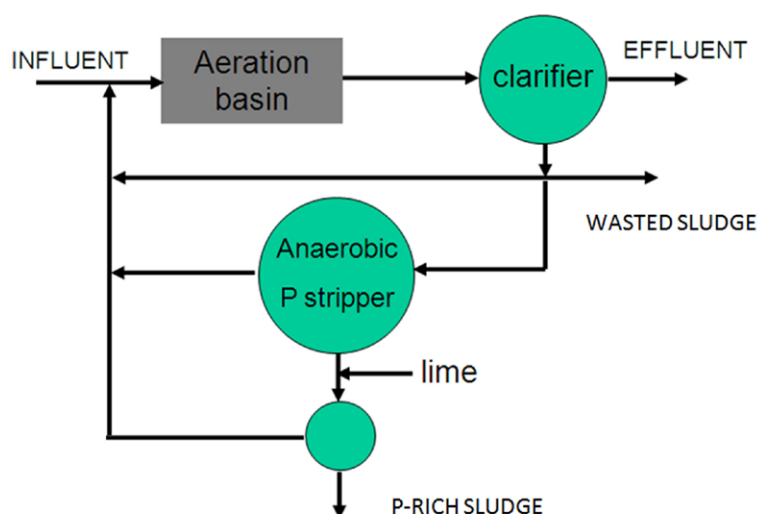 INFLUENT
Aeration
basin
clarifier
EFFLUENT
WASTED SLUDGE
Anaerobic
P stripper
lime
P-RICH SLUDGE